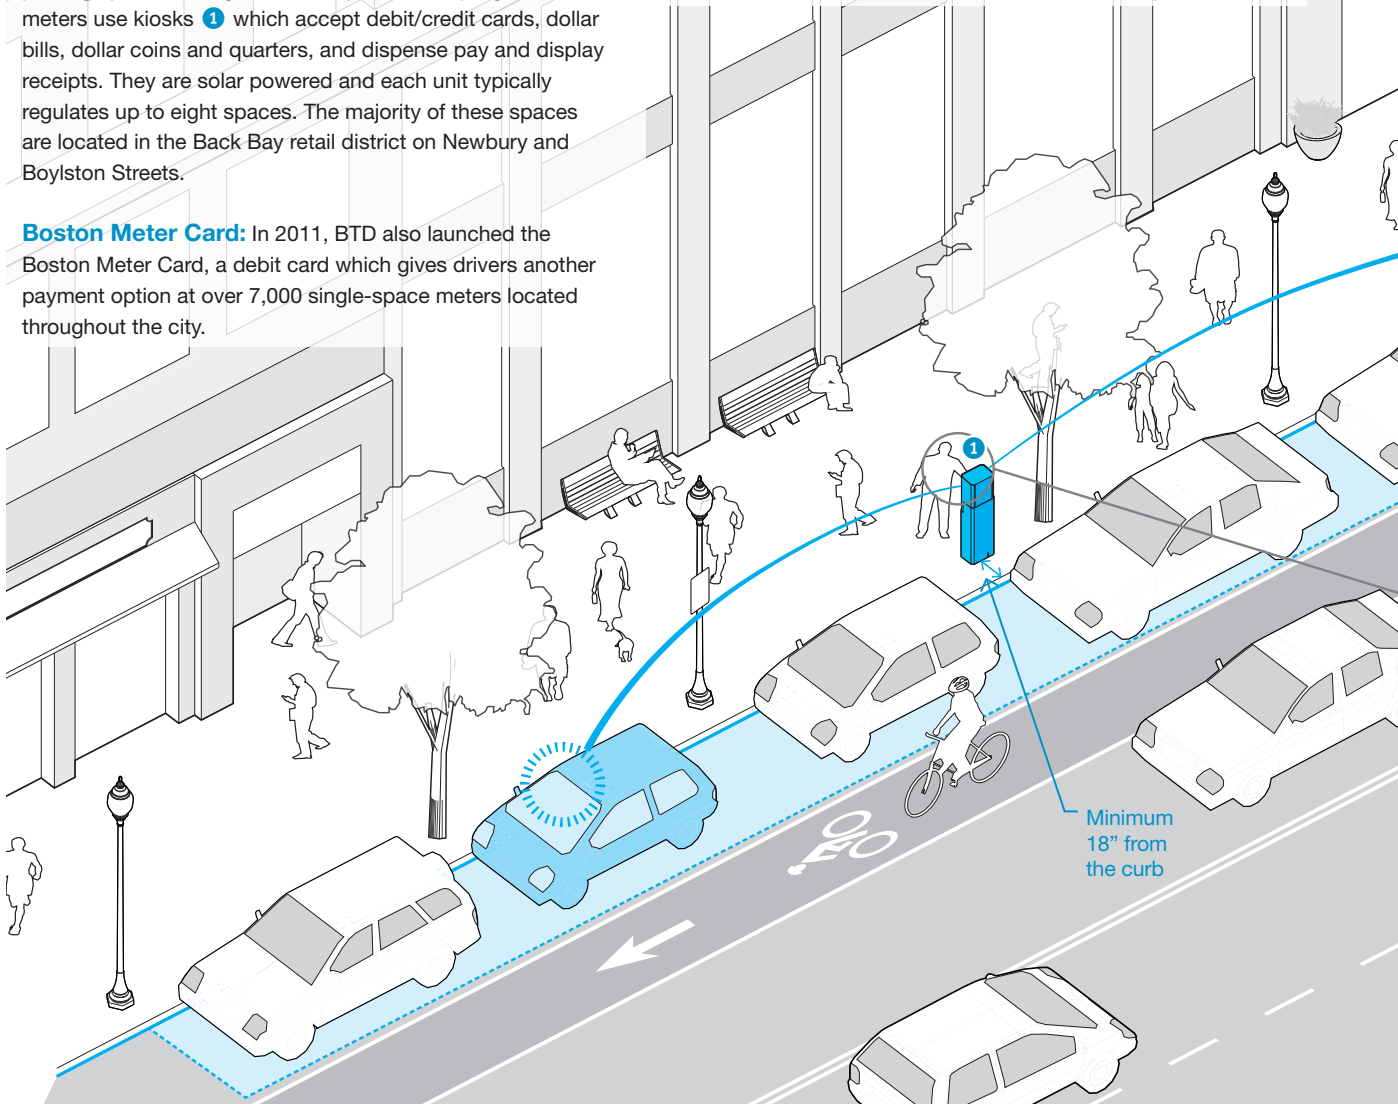 meters use kiosks 1 which accept debit/credit cards, dollar
bills, dollar coins and quarters, and dispense pay and display
receipts. They are solar powered and each unit typically
regulates up to eight spaces. The majority of these spaces
are located in the Back Bay retail district on Newbury and
Boylston Streets.
Boston Meter Card: In 2011, BTD also launched the
Boston Meter Card, a debit card which gives drivers another
payment option at over 7,000 single-space meters located
throughout the city.
1
Minimum
18” from
the curb